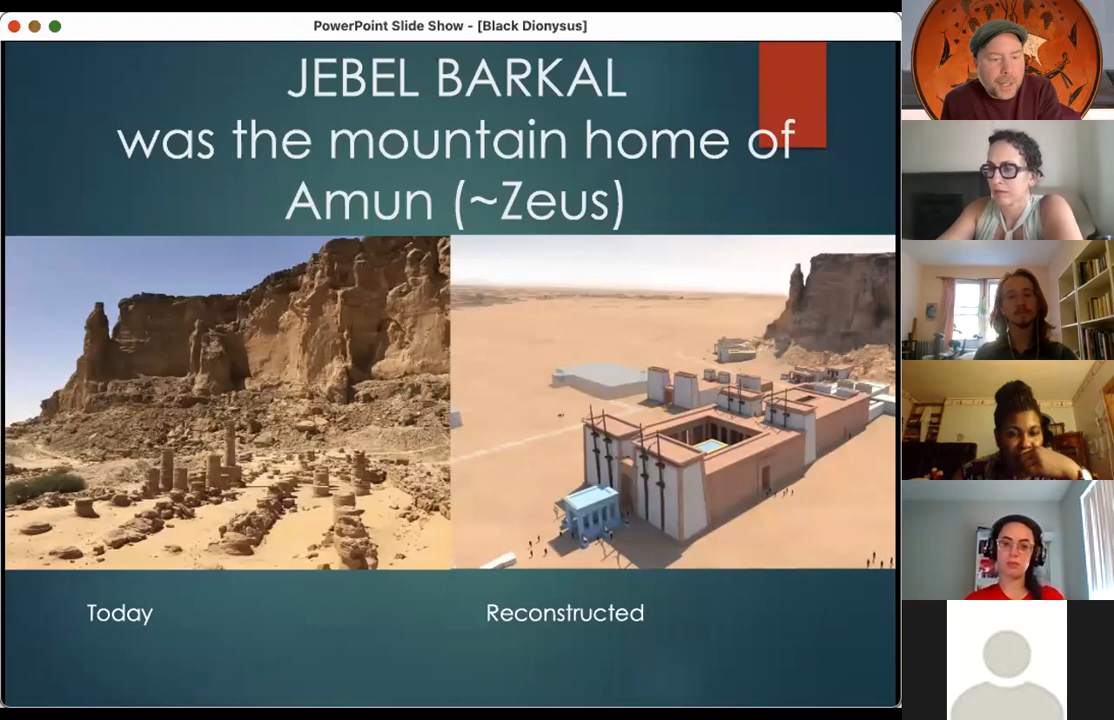 PowerPoint Slide Show - [Black Dionysus]
JEBEL BARKAL
was the mountain home of
Amun (~Zeus)
Today
Reconstructed